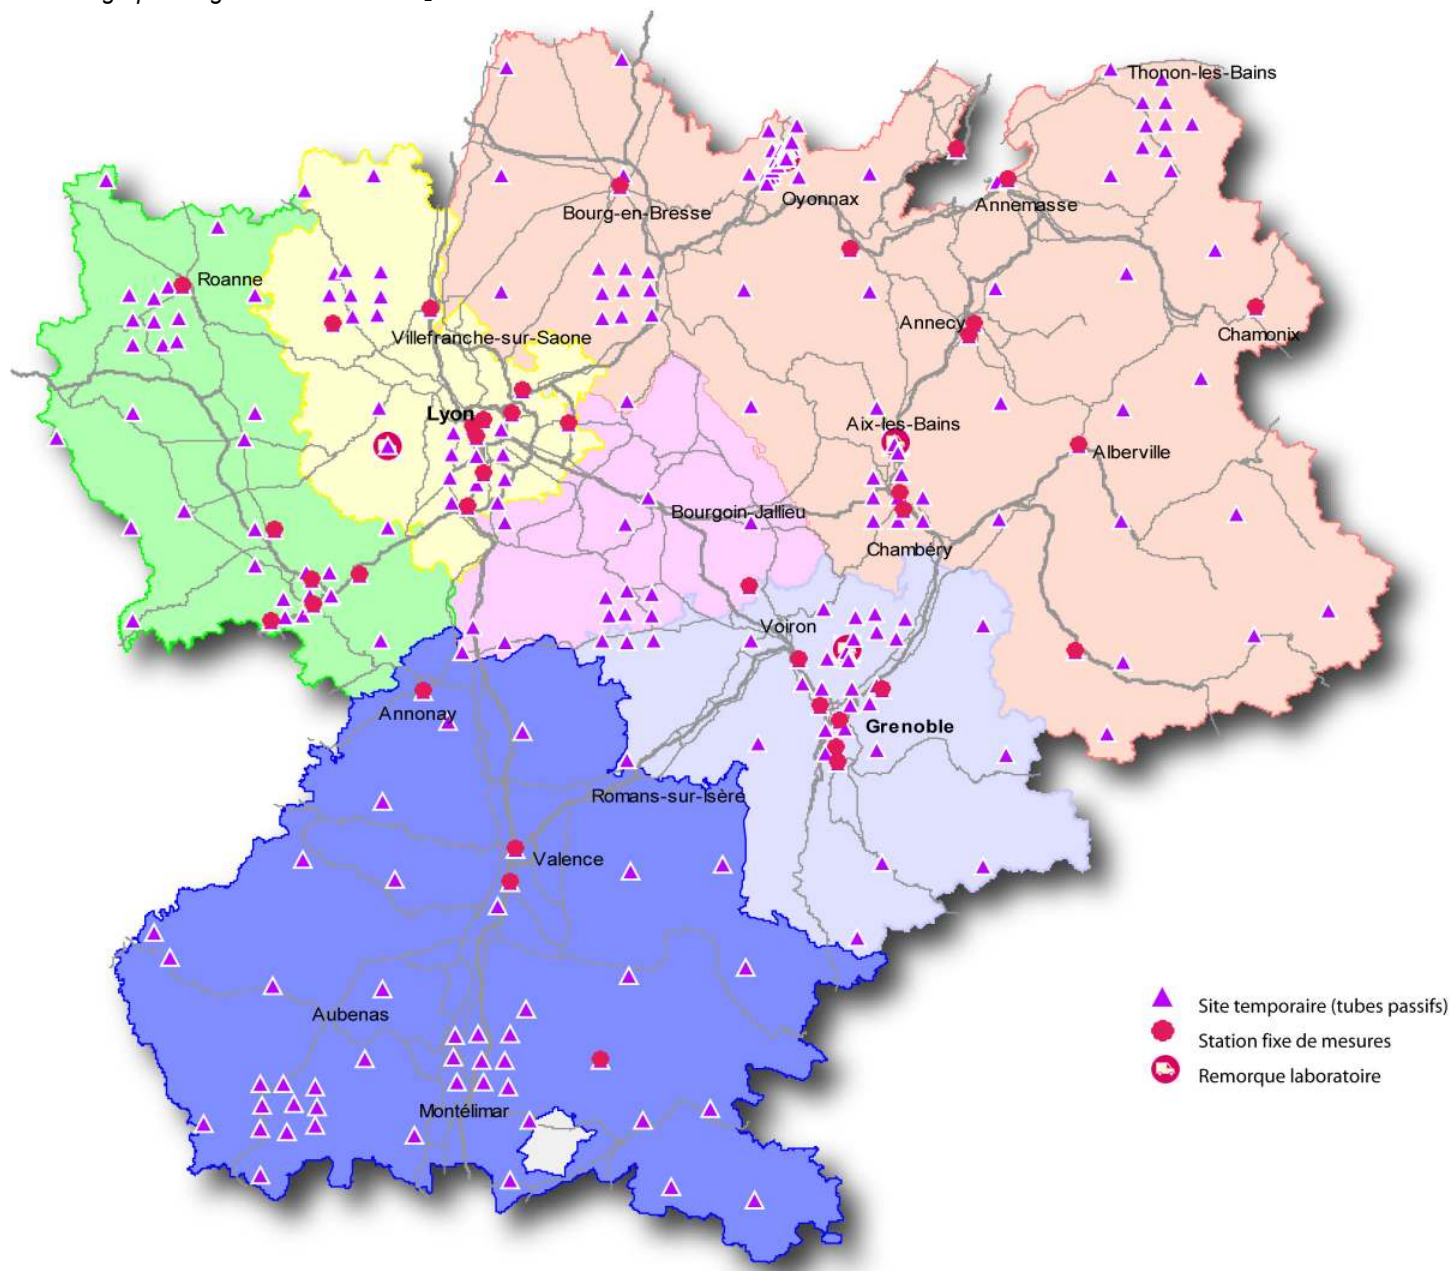 Thonon-les-Bains
Oyonnax
Annemasse
Bourg-en-Bresse
Roanne
Annecy
Chamonix
Villefranche-sur-Saone
Lyon
Aix-les-Bains
Alberville
Bourgoin-Jallieu
Chambéry
Voiron
Annonay
Grenoble
Romans-sur-Isère
Valence
Aubenas
Montélimar
Site temporaire (tubes passifs)
Station fixe de mesures
Remorque laboratoire